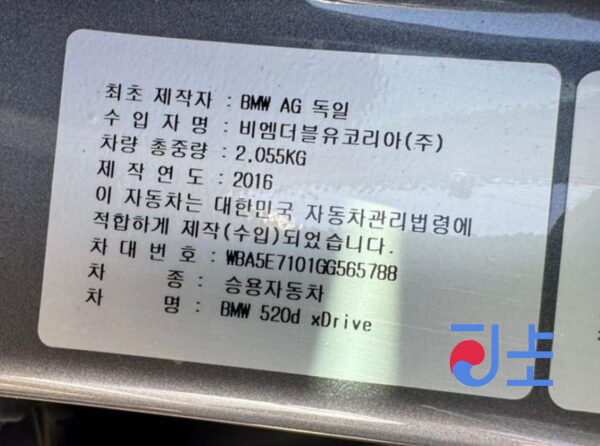 최초 제작자 : BMW AG 독일
수 입 자 명 : 비엠더블유코리아(주)
차량 총중량 : 2.055KG
제 작 연 도 : 2016
이 자동차는 대한민국 자동차관리법령에
적합하게 제작(수입)되었습니다.
차 대 번 호 : WBA5E7101GG565788
차 종 : 승용자동차
차 명 : BMW 520d xDrive